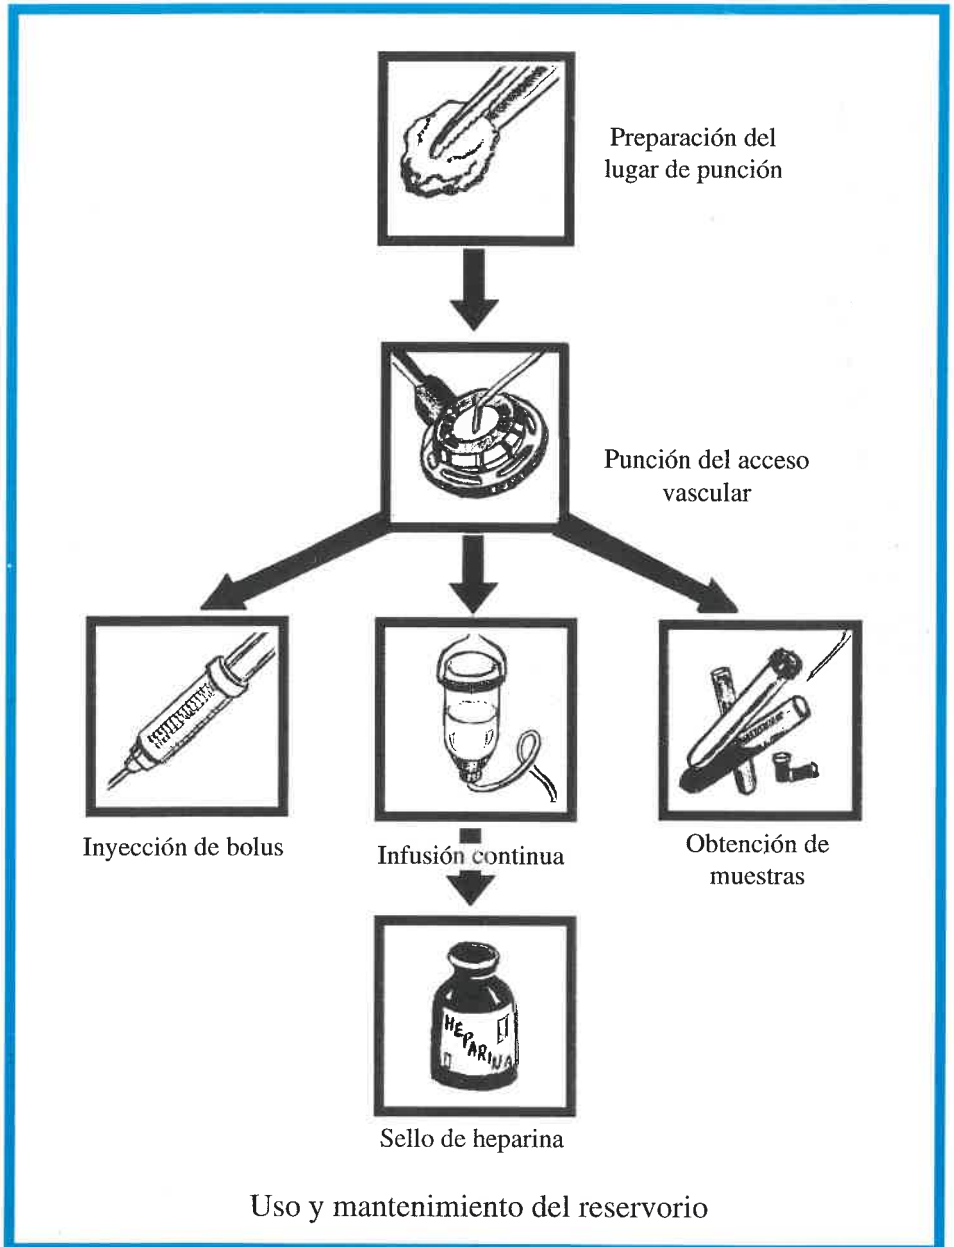 Preparación del
lugar de punción
Punción del acceso
vascular
Inyección de bolus
Infusión continua
Obtención de
muestras
HEPARINA
Sello de heparina
Uso y mantenimiento del reservorio